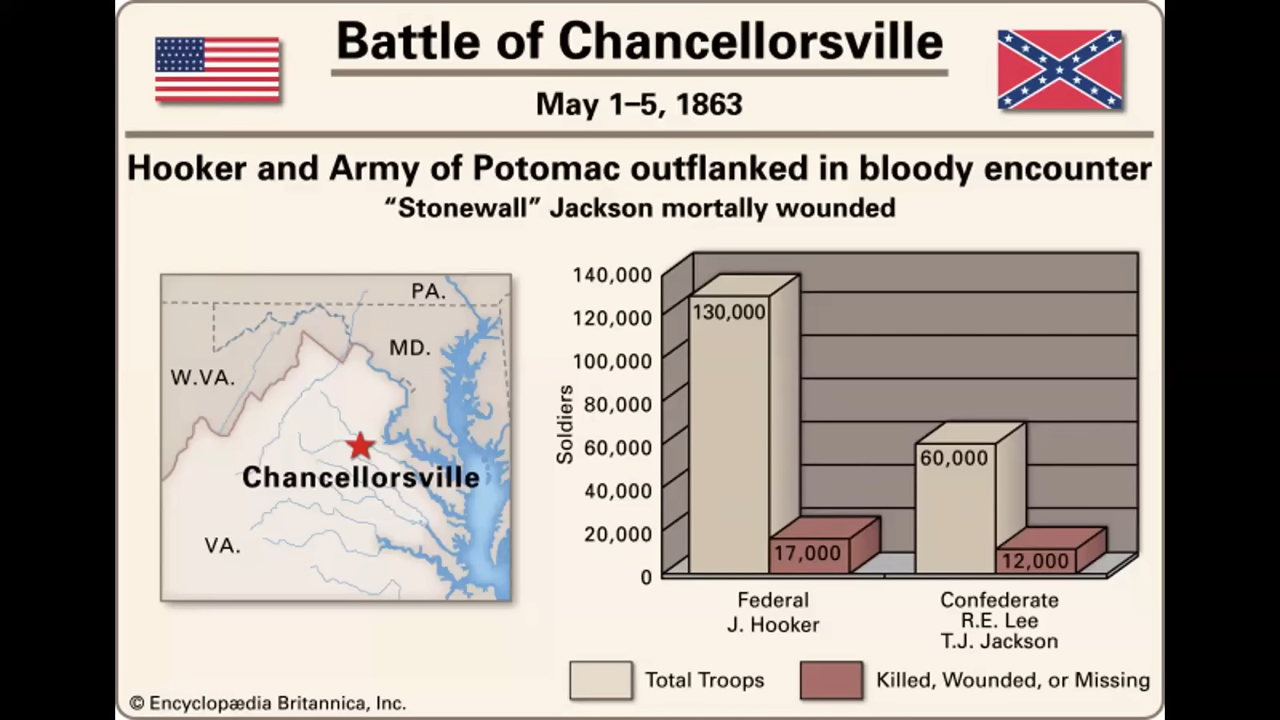 Battle of Chancellorsville
May 1–5, 1863
Hooker and Army of Potomac outflanked in bloody encounter
“Stonewall” Jackson mortally wounded
PA.
MD.
W.VA.
Chancellorsville
VA.
Soldiers
140,000
120,000
100,000
80,000
60,000
40,000
20,000
0
130,000
17,000
60,000
12,000
Federal
J. Hooker
Confederate
R.E. Lee
T.J. Jackson
Total Troops
Killed, Wounded, or Missing
© Encyclopædia Britannica, Inc.